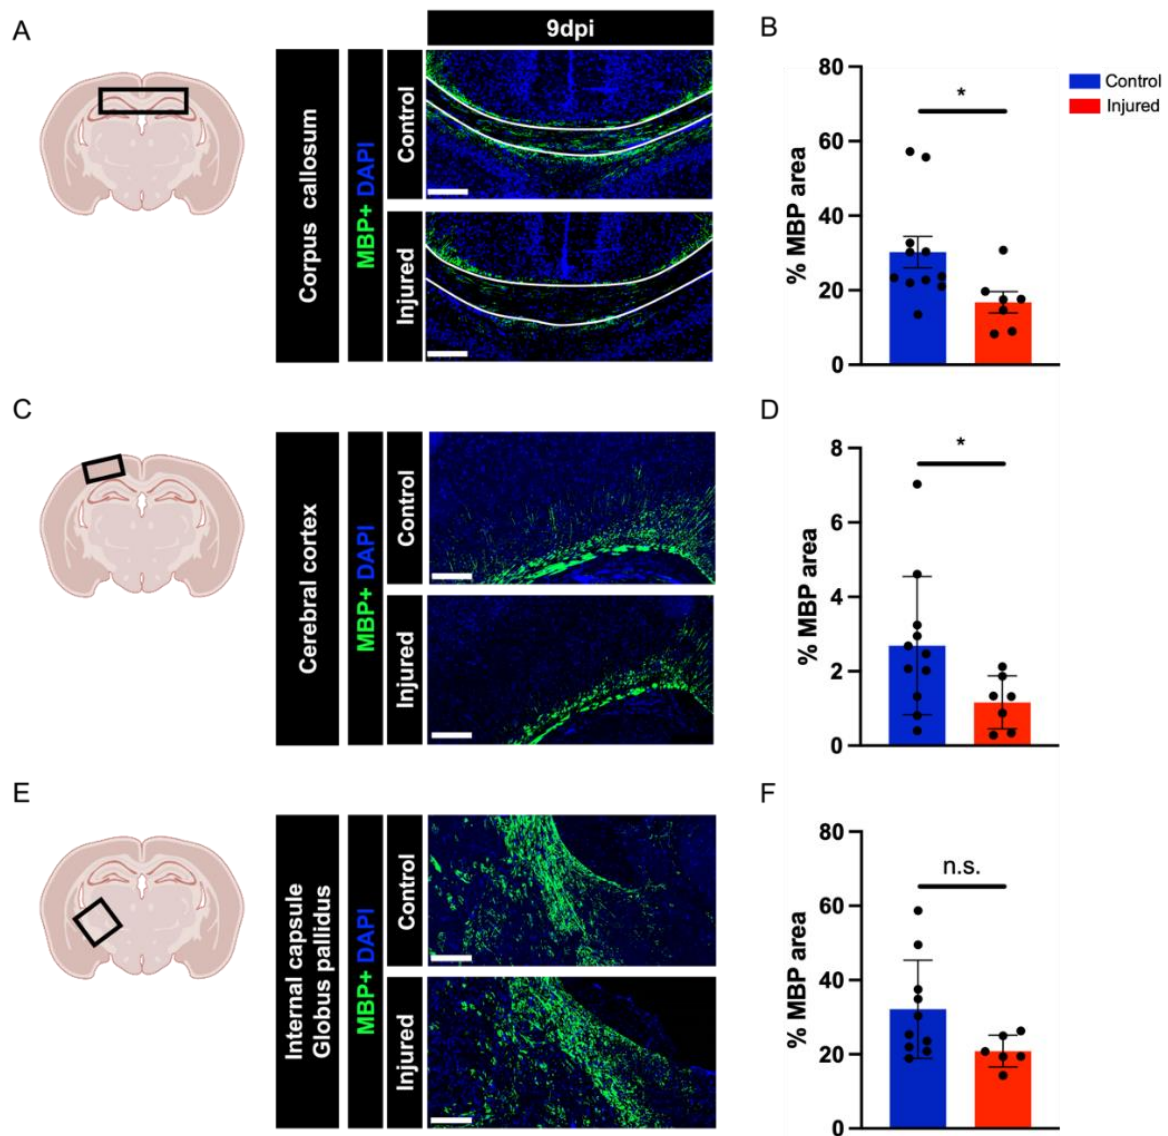 A
9dpi
Corpus callosum
MBP+ DAPI
Control
Injured
B
80
60
40
20
0
% MBP area
*
Control
Injured
C
Cerebral cortex
MBP+ DAPI
Control
Injured
D
8
6
4
2
0
% MBP area
*
E
Internal capsule
Globus pallidus
MBP+ DAPI
Control
Injured
F
80
60
40
20
0
% MBP area
n.s.